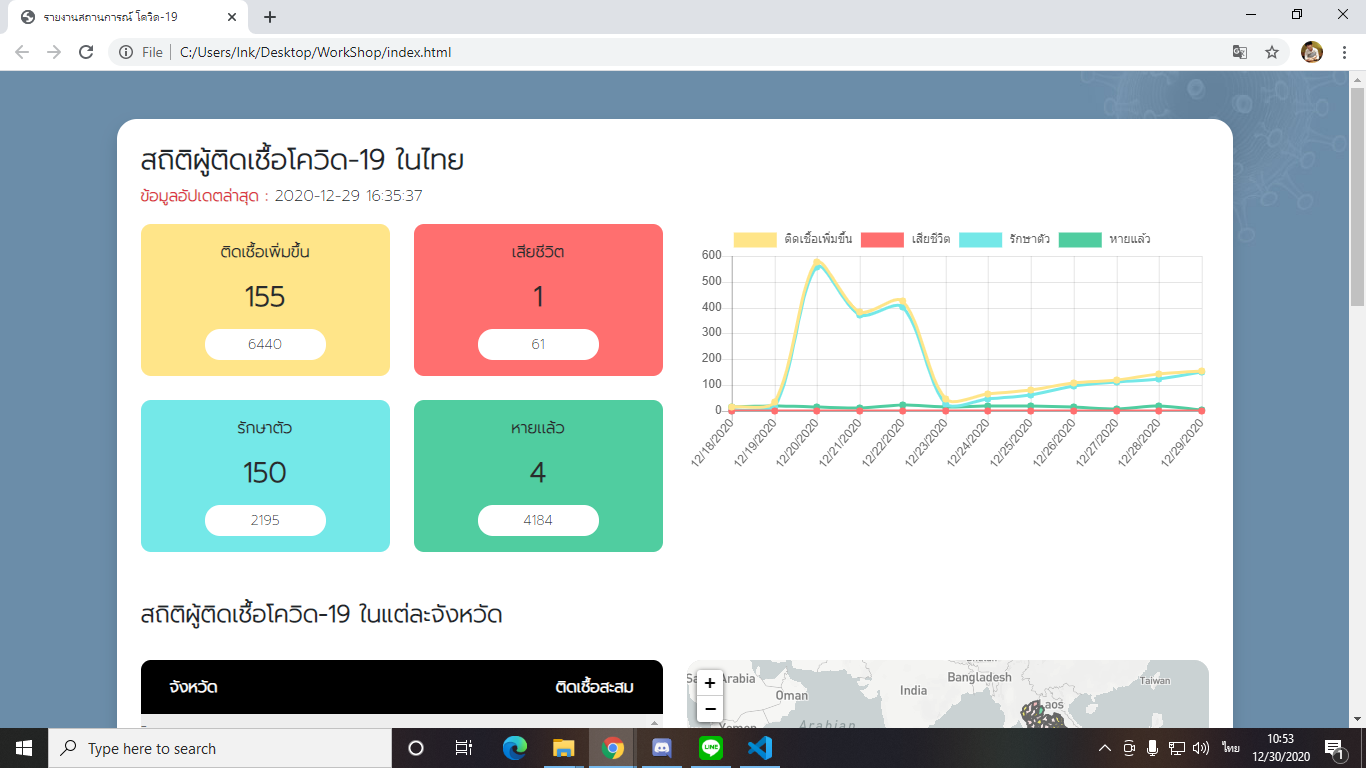 รายงานสถานการณ์ โควิด-19
File
C:/Users/Ink/Desktop/WorkShop/index.html
สถิติผู้ติดเชื้อโควิด-19 ในไทย
ข้อมูลอัปเดตล่าสุด : 2020-12-29 16:35:37
ติดเชื้อเพิ่มขึ้น
155
6440
เสียชีวิต
1
61
รักษาตัว
150
2195
หายแล้ว
4
4184
ติดเชื้อเพิ่มขึ้น เสียชีวิต รักษาตัว หายแล้ว
600
500
400
300
200
100
0
12/18/2020 12/19/2020 12/20/2020 12/21/2020 12/22/2020 12/23/2020 12/24/2020 12/25/2020 12/26/2020 12/27/2020 12/28/2020 12/29/2020
สถิติผู้ติดเชื้อโควิด-19 ในแต่ละจังหวัด
จังหวัด ติดเชื้อสะสม
+
−
Arabia
Oman
India
Bangladesh
Taiwan
Arabian
Type here to search
LINE
ไทย
10:53
12/30/2020
1